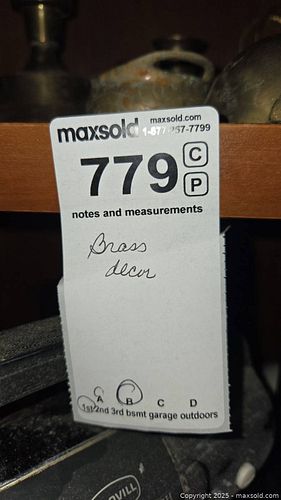 maxsold maxsold.com
1-877-257-7799
779 C
P
notes and measurements
Brass
decor
A B C D
1st 2nd 3rd bsmt garage outdoors
Copyright © 2025 - maxsold.com